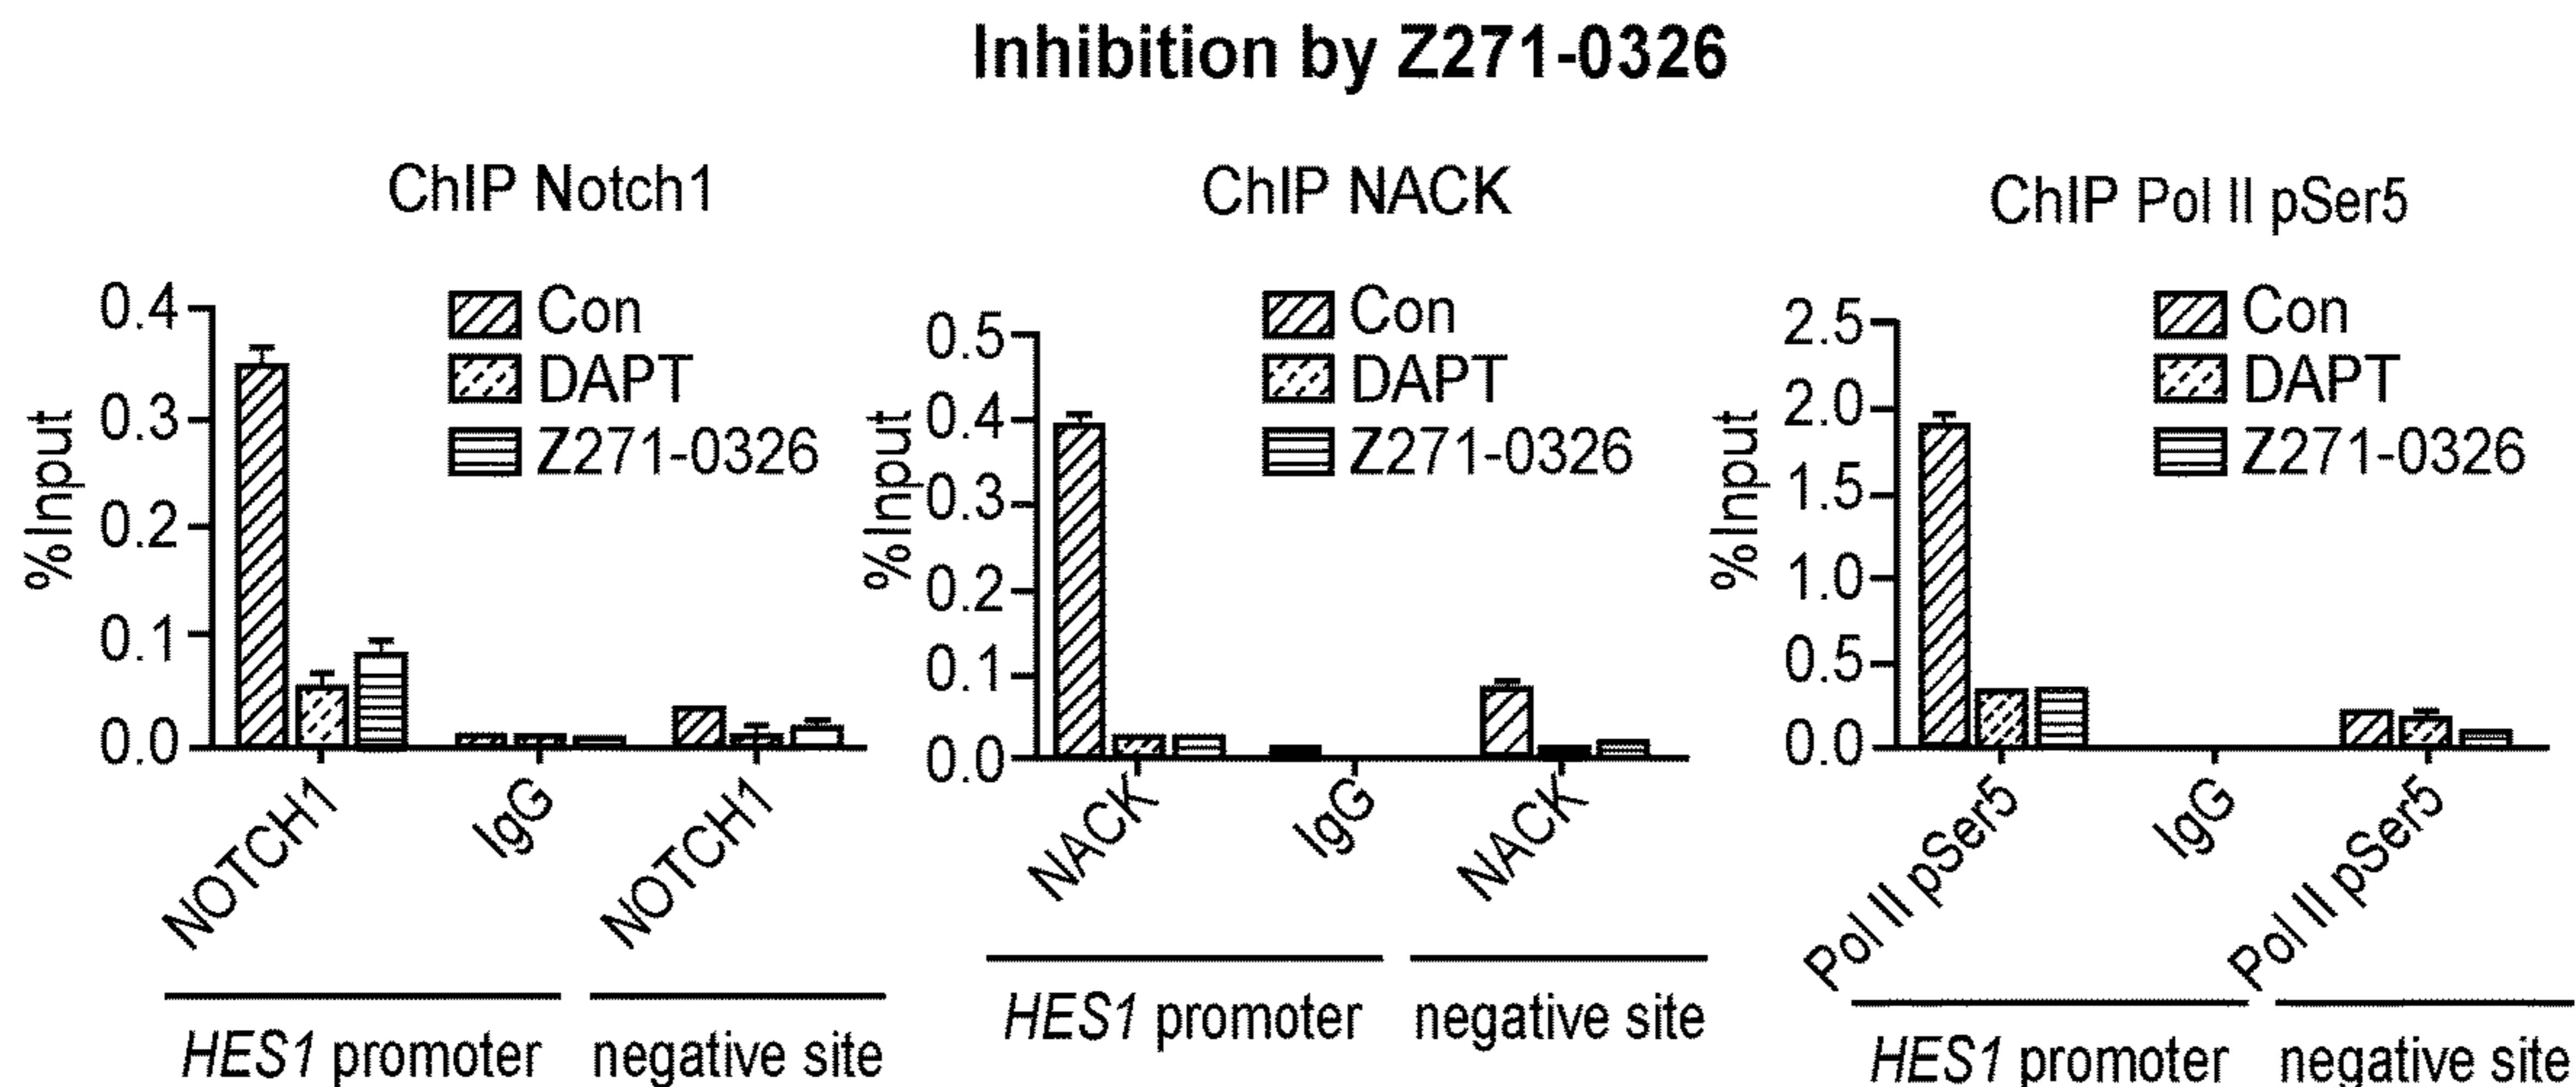 Inhibition by Z271-0326
ChIP Notch1
%Input
0.4
0.3
0.2
0.1
0.0
Con
DAPT
Z271-0326
NOTCH1
IgG
NOTCH1
HES1 promoter
negative site
ChIP NACK
%Input
0.5
0.4
0.3
0.2
0.1
0.0
Con
DAPT
Z271-0326
NACK
IgG
NACK
HES1 promoter
negative site
ChIP Pol II pSer5
%Input
2.5
2.0
1.5
1.0
0.5
0.0
Con
DAPT
Z271-0326
Pol III pSer5
IgG
Pol III pSer5
HES1 promoter
negative site